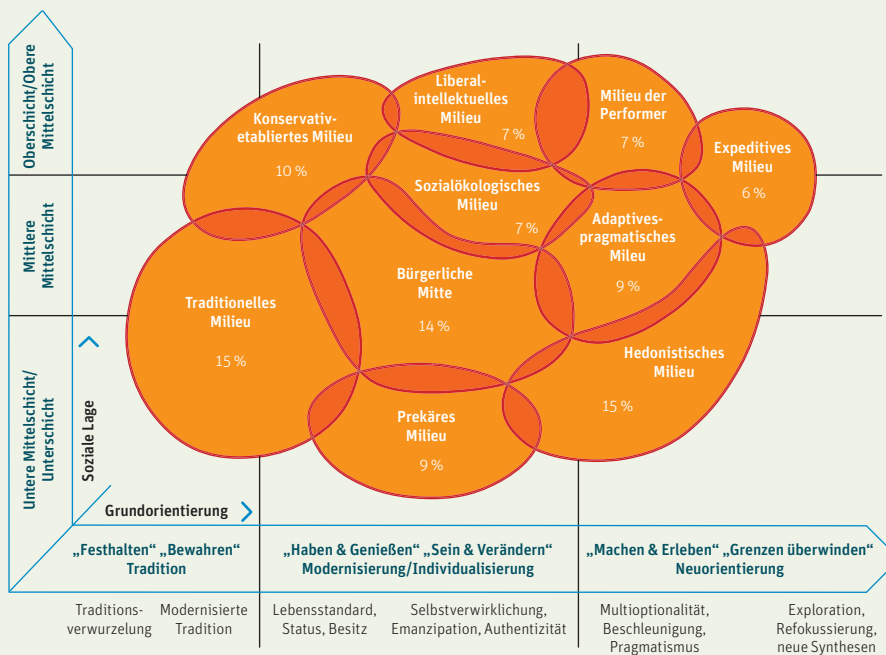 Oberschicht/Obere
Mittelschicht
Mittlere
Mittelschicht
Untere Mittelschicht/
Unterschicht
Soziale Lage
Konservativ-
etabliertes Milieu
10 %
Liberal-
intellektuelles
Milieu
7 %
Milieu der
Performer
7 %
Expeditives
Milieu
6 %
Sozialökologisches
Milieu
7 %
Adaptives-
pragmatisches
Mileu
9 %
Traditionelles
Milieu
15 %
Bürgerliche
Mitte
14 %
Hedonistisches
Milieu
15 %
Prekäres
Milieu
9 %
Grundorientierung
„Festhalten“ „Bewahren“
Tradition
„Haben & Genießen“ „Sein & Verändern“
Modernisierung/Individualisierung
„Machen & Erleben“ „Grenzen überwinden“
Neuorientierung
Traditions-
verwurzelung
Modernisierte
Tradition
Lebensstandard,
Status, Besitz
Selbstverwirklichung,
Emanzipation, Authentizität
Multioptionalität,
Beschleunigung,
Pragmatismus
Exploration,
Refokussierung,
neue Synthesen